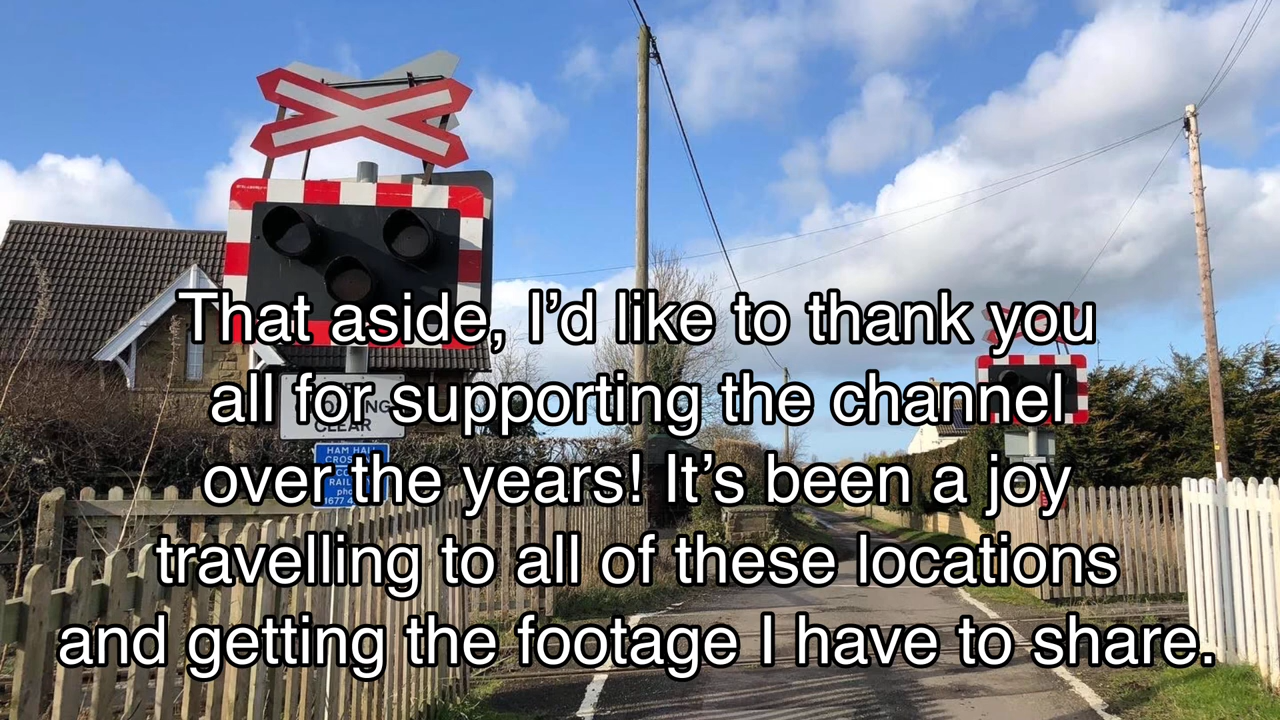 That aside, I’d like to thank you
all for supporting the channel
over the years! It’s been a joy
travelling to all of these locations
and getting the footage I have to share.
CLEAR
HAM HALL